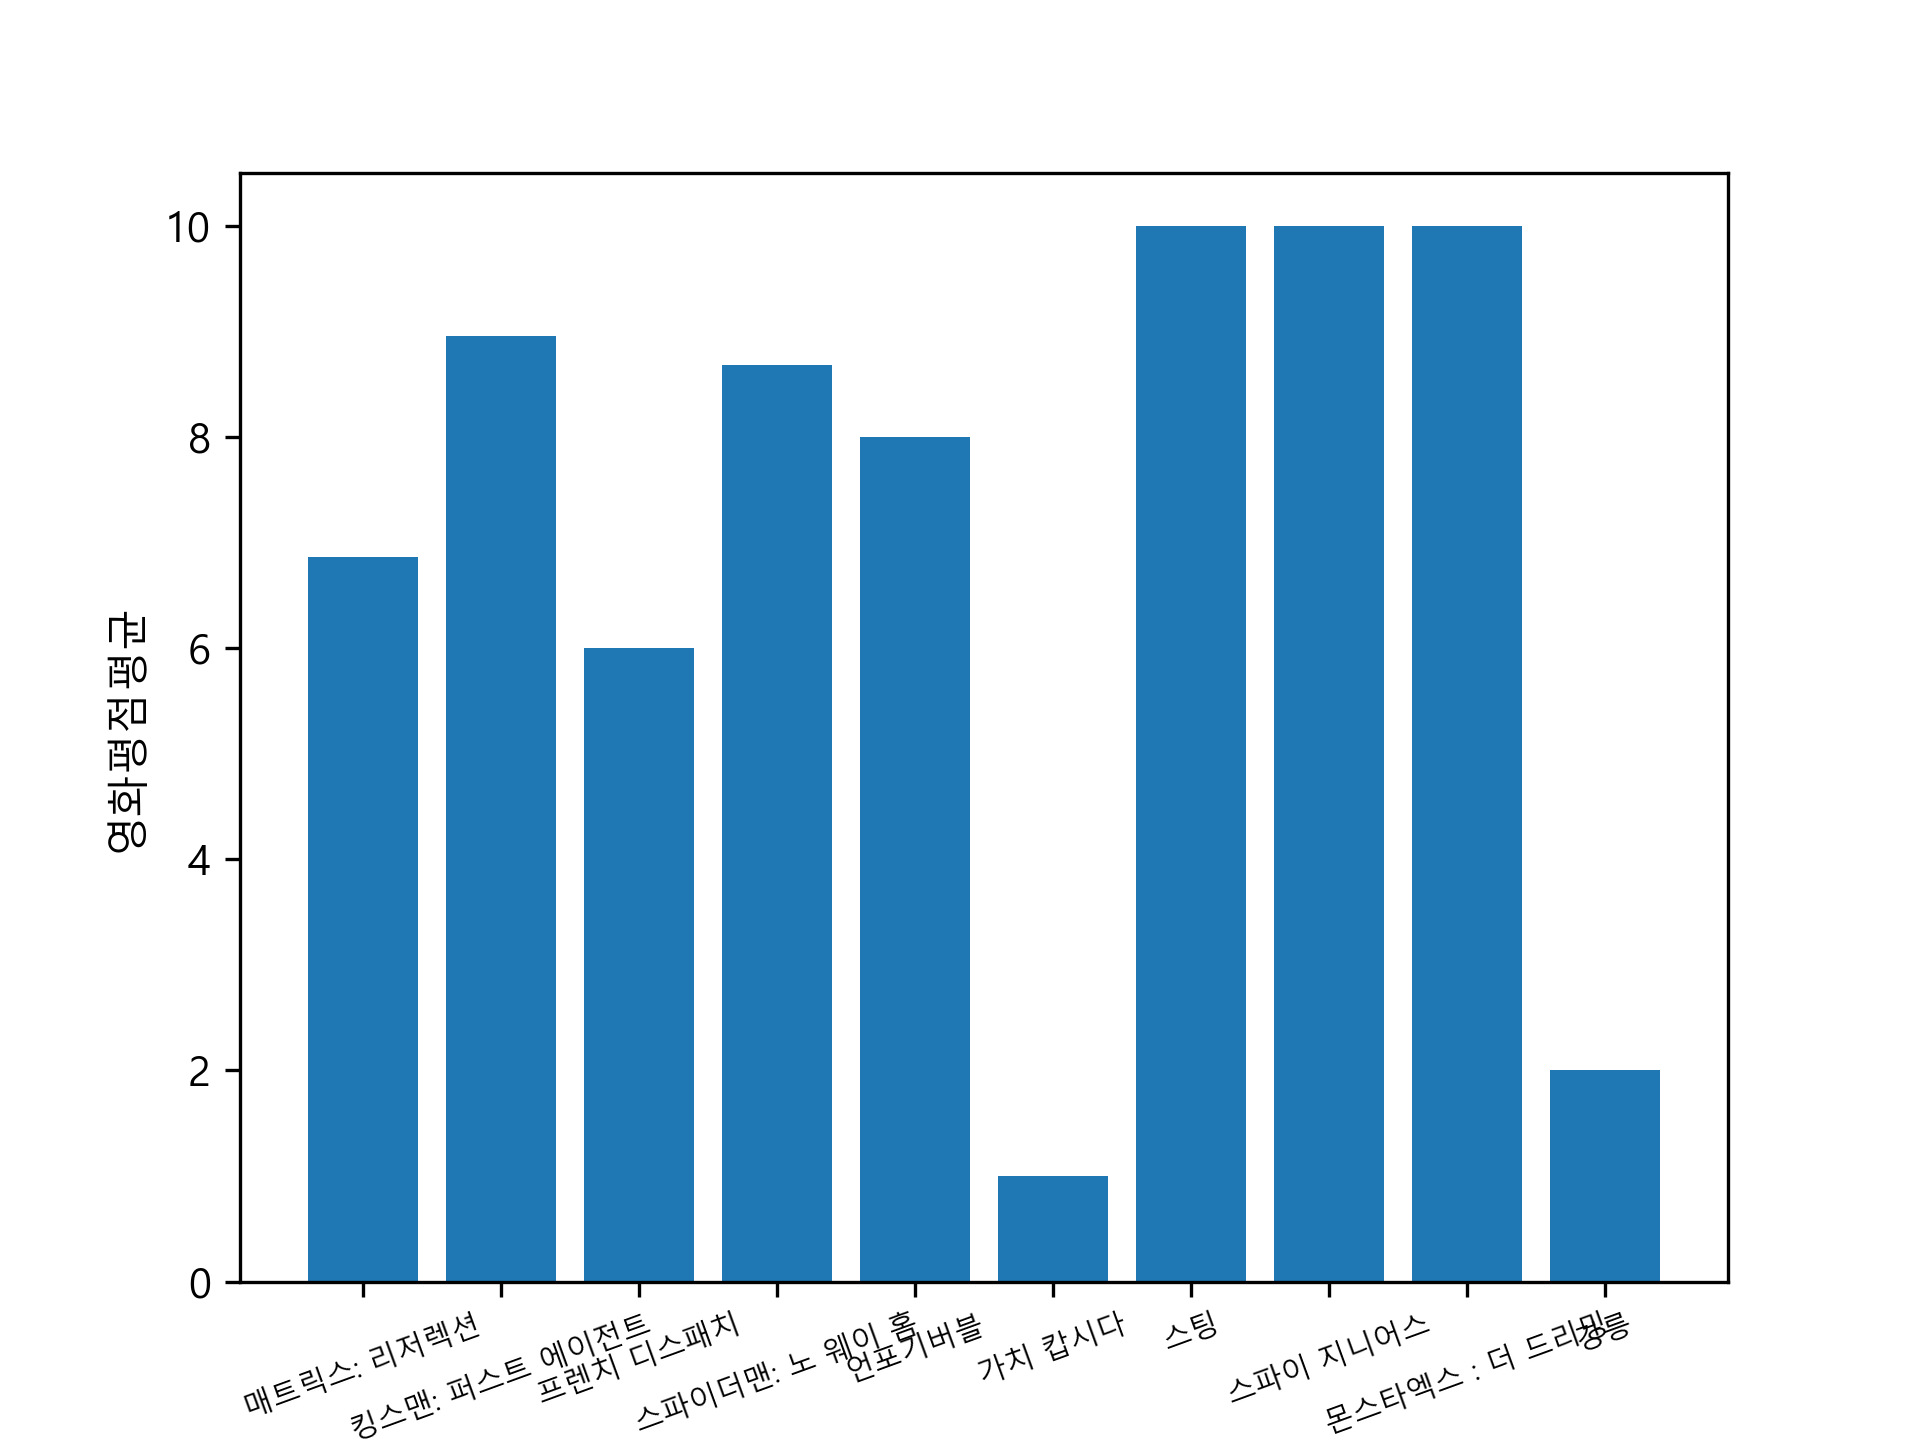 영화평점평균
10
8
6
4
2
0
매트릭스: 리저렉션
킹스맨: 퍼스트 에이전트
프렌치 디스패치
스파이더맨: 노 웨이 홈
언포기버블
가치 캅시다
스팅
스파이 지니어스
몬스타엑스 : 더 드리밍
강릉